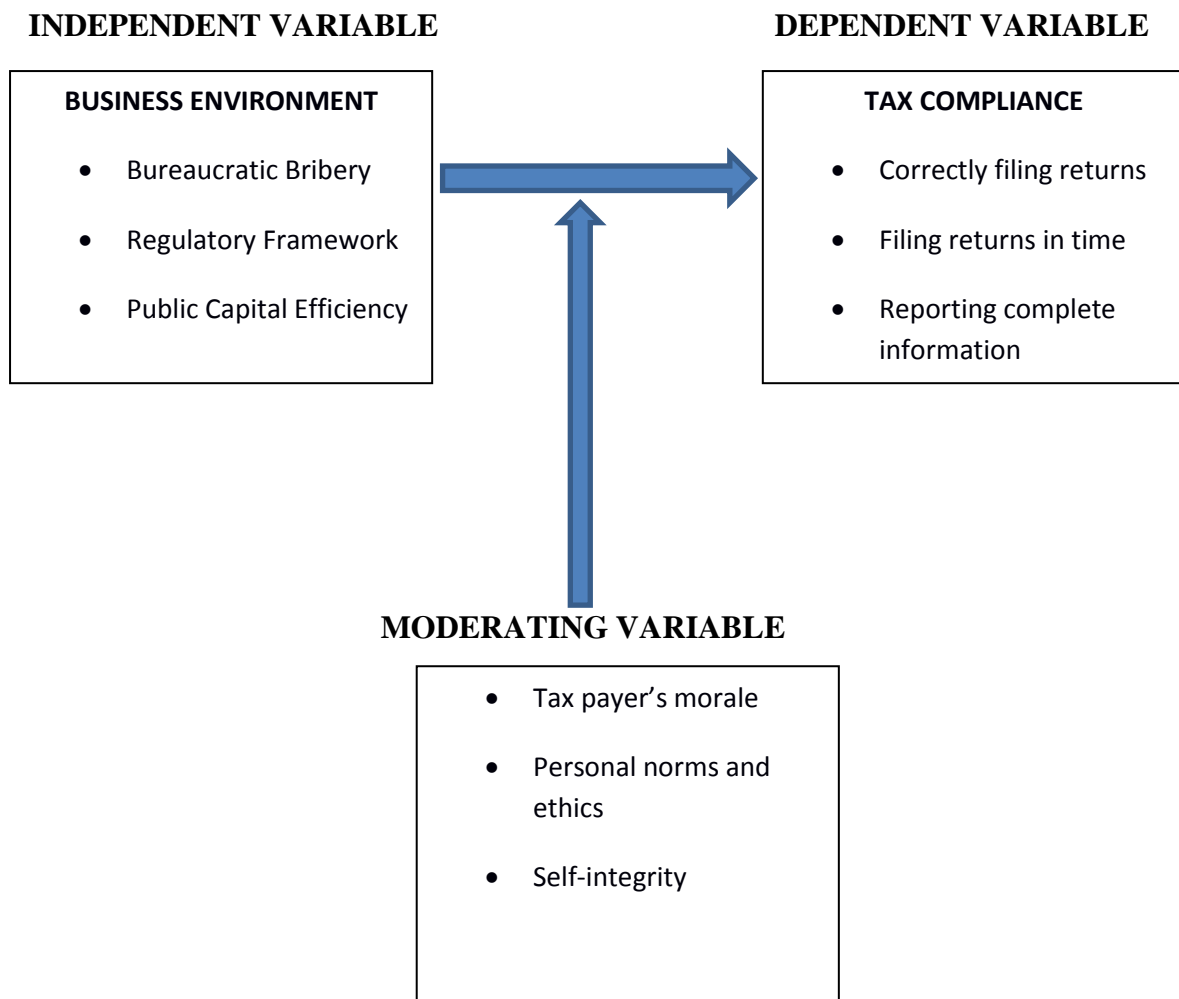 INDEPENDENT VARIABLE
DEPENDENT VARIABLE
BUSINESS ENVIRONMENT
• Bureaucratic Bribery
• Regulatory Framework
• Public Capital Efficiency
TAX COMPLIANCE
• Correctly filing returns
• Filing returns in time
• Reporting complete
information
MODERATING VARIABLE
• Tax payer’s morale
• Personal norms and
ethics
• Self-integrity